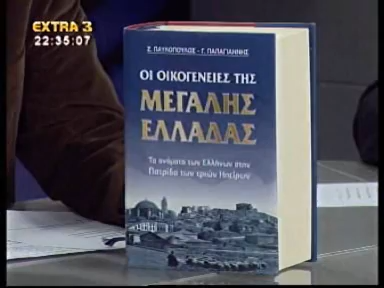 EXTRA 3
22:35:07
Ζ. ΠΑΥΛΟΠΟΥΛΟΣ - Γ. ΠΑΠΑΓΙΑΝΝΗΣ
ΟΙ ΟΙΚΟΓΕΝΕΙΕΣ ΤΗΣ
ΜΕΓΑΛΗΣ
ΕΛΛΑΔΑΣ
Τα ονόματα των Ελλήνων στην
Πατρίδα των τριών Ηπείρων